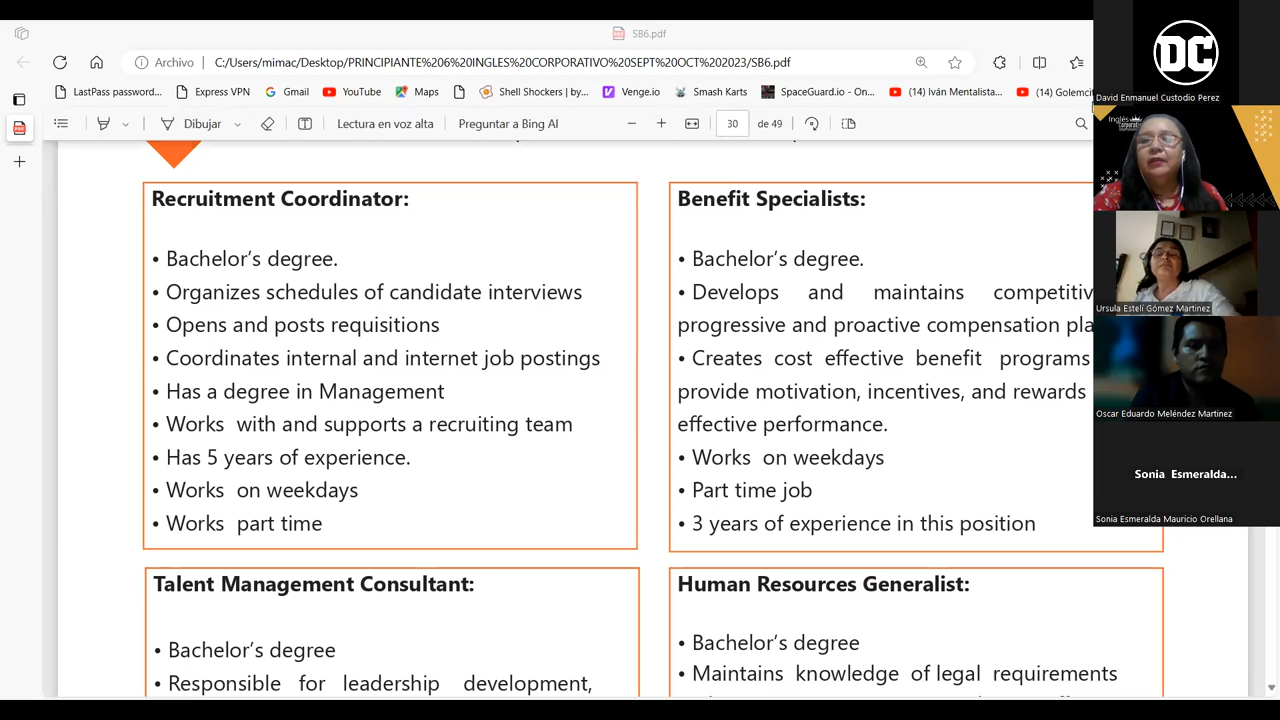 SB6.pdf
Archivo
C:/Users/mimac/Desktop/PRINCIPIANTE%206%20INGLES%20CORPORATIVO%20SEPT%20OCT%202023/SB6.pdf
LastPass password...
Express VPN
Gmail
YouTube
Maps
Shell Shockers | by...
Venge.io
Smash Karts
SpaceGuard.io - On...
(14) Iván Mentalista...
(14) Golemcit
Dibujar
Lectura en voz alta
Preguntar a Bing AI
30
de 49
Recruitment Coordinator:
• Bachelor's degree.
• Organizes schedules of candidate interviews
• Opens and posts requisitions
• Coordinates internal and internet job postings
• Has a degree in Management
• Works with and supports a recruiting team
• Has 5 years of experience.
• Works on weekdays
• Works part time
Benefit Specialists:
• Bachelor's degree.
• Develops and maintains competitiv
progressive and proactive compensation pla
• Creates cost effective benefit programs
provide motivation, incentives, and rewards
effective performance.
• Works on weekdays
• Part time job
• 3 years of experience in this position
Talent Management Consultant:
• Bachelor's degree
• Responsible for leadership development,
Human Resources Generalist:
• Bachelor's degree
• Maintains knowledge of legal requirements
DC
David Enmanuel Custodio Perez
Inglés
Corporativo
Ursula Estelí Gómez Martínez
Oscar Eduardo Meléndez Martinez
Sonia Esmeralda...
Sonia Esmeralda Mauricio Orellana